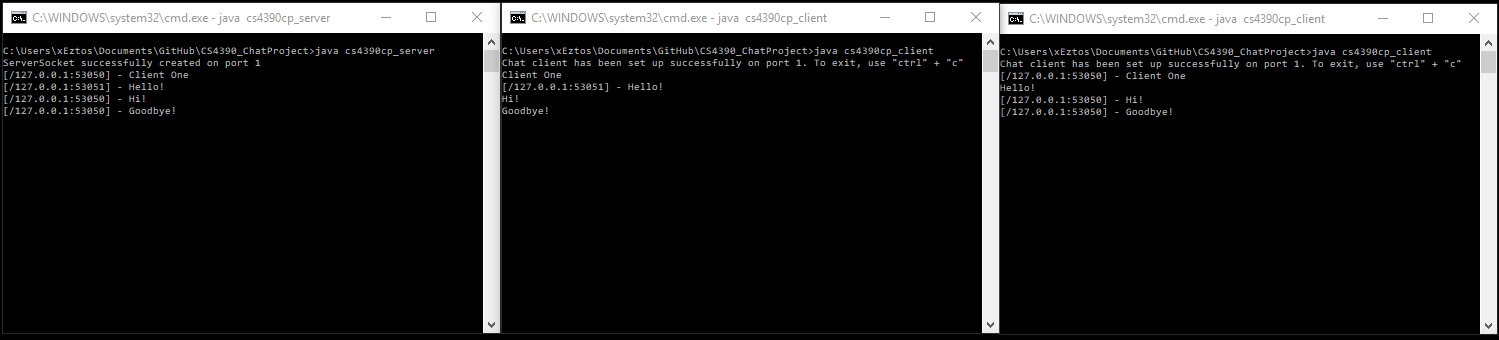 C:\WINDOWS\system32\cmd.exe - java  cs4390cp_server
C:\Users\xEztos\Documents\GitHub\CS4390_ChatProject>java cs4390cp_server
ServerSocket successfully created on port 1
[/127.0.0.1:53050] - Client One
[/127.0.0.1:53051] - Hello!
[/127.0.0.1:53050] - Hi!
[/127.0.0.1:53050] - Goodbye!
C:\WINDOWS\system32\cmd.exe - java  cs4390cp_client
C:\Users\xEztos\Documents\GitHub\CS4390_ChatProject>java cs4390cp_client
Chat client has been set up successfully on port 1. To exit, use "ctrl" + "c"
Client One
[/127.0.0.1:53051] - Hello!
Hi!
Goodbye!
C:\WINDOWS\system32\cmd.exe - java  cs4390cp_client
C:\Users\xEztos\Documents\GitHub\CS4390_ChatProject>java cs4390cp_client
Chat client has been set up successfully on port 1. To exit, use "ctrl" + "c"
[/127.0.0.1:53050] - Client One
Hello!
[/127.0.0.1:53050] - Hi!
[/127.0.0.1:53050] - Goodbye!